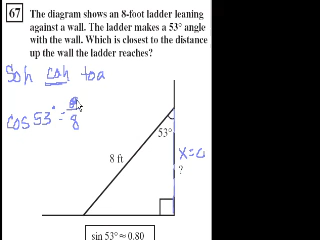 67 The diagram shows an 8-foot ladder leaning
against a wall. The ladder makes a 53° angle
with the wall. Which is closest to the distance
up the wall the ladder reaches?
Soh cah toa
cos 53° = 8
53°
8 ft
x=a
?
sin 53° ≈ 0.80